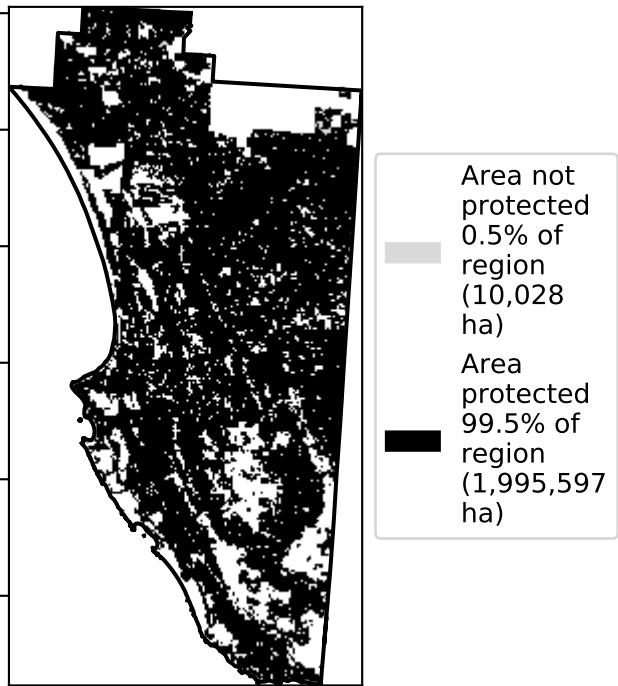 Area not
protected
0.5% of
region
(10,028
ha)
Area
protected
99.5% of
region
(1,995,597
ha)